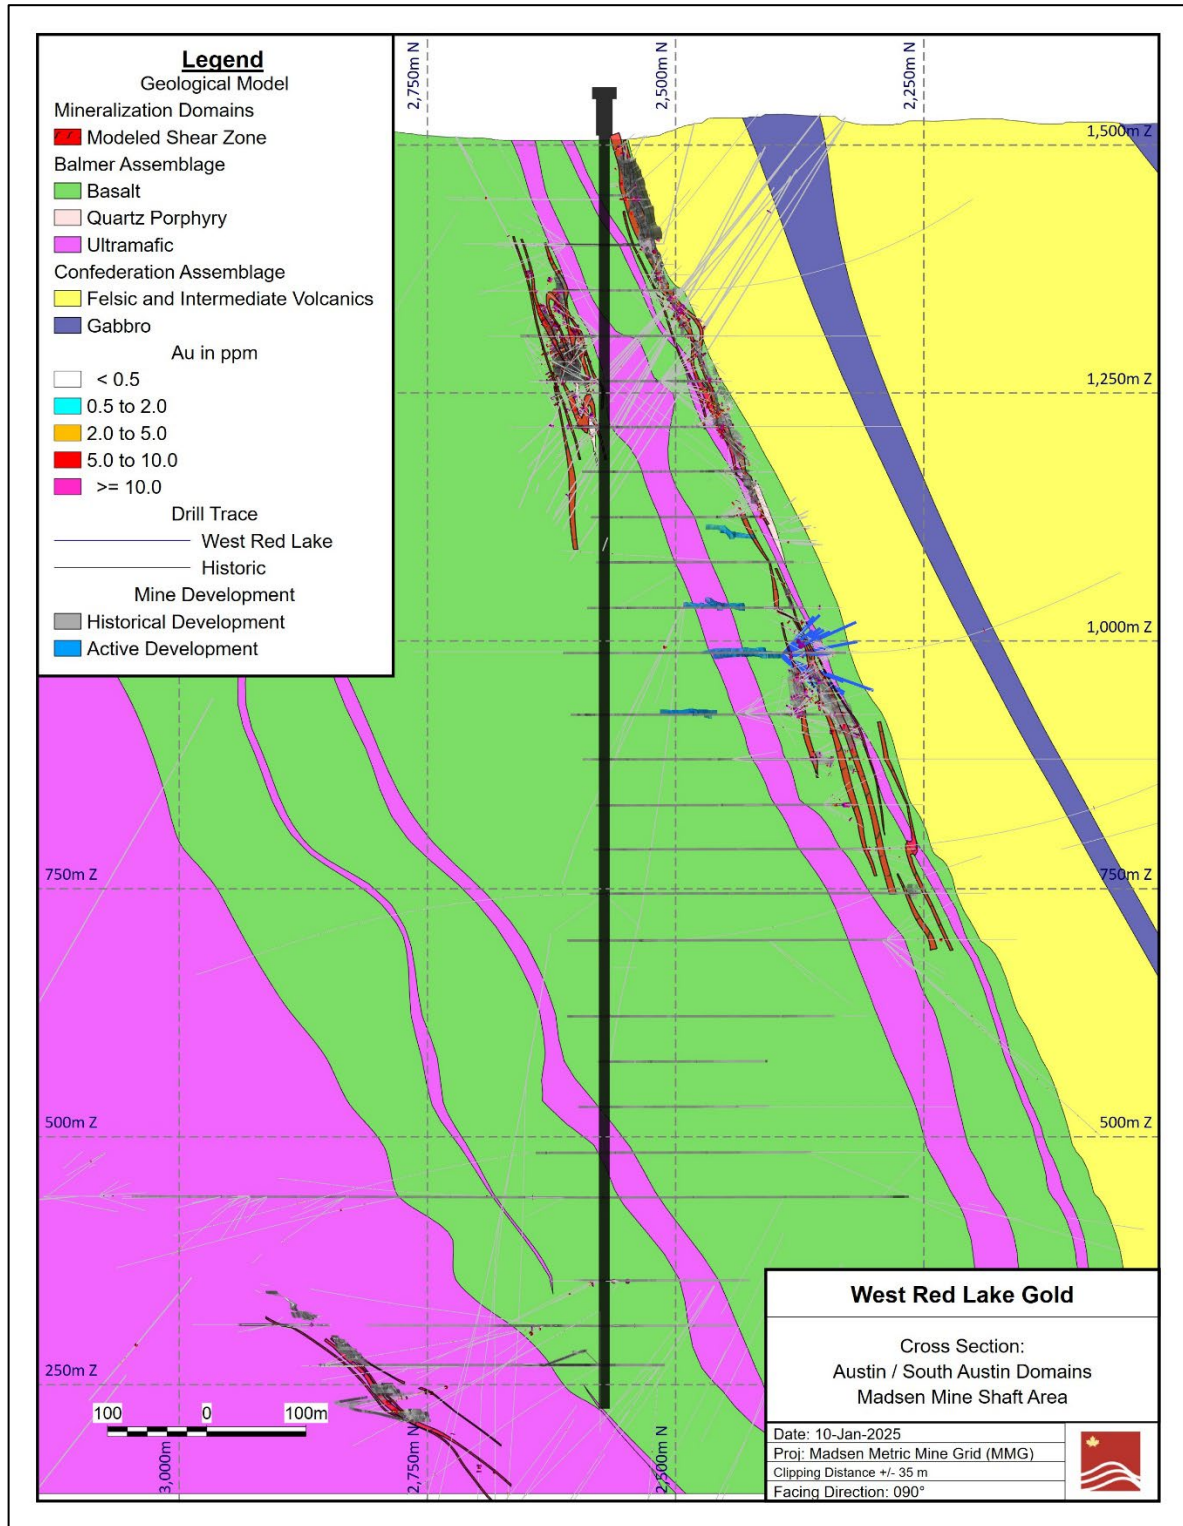 Legend
Geological Model
Mineralization Domains
Modeled Shear Zone
Balmer Assemblage
Basalt
Quartz Porphyry
Ultramafic
Confederation Assemblage
Felsic and Intermediate Volcanics
Gabbro
Au in ppm
< 0.5
0.5 to 2.0
2.0 to 5.0
5.0 to 10.0
>= 10.0
Drill Trace
West Red Lake
Historic
Mine Development
Historical Development
Active Development
2,750m N
2,500m N
2,250m N
1,500m Z
1,250m Z
1,000m Z
750m Z
750m Z
500m Z
500m Z
250m Z
100
0
100m
3,000m
2,750m N
2,500m N
West Red Lake Gold
Cross Section:
Austin / South Austin Domains
Madsen Mine Shaft Area
Date: 10-Jan-2025
Proj: Madsen Metric Mine Grid (MMG)
Clipping Distance +/- 35 m
Facing Direction: 090°